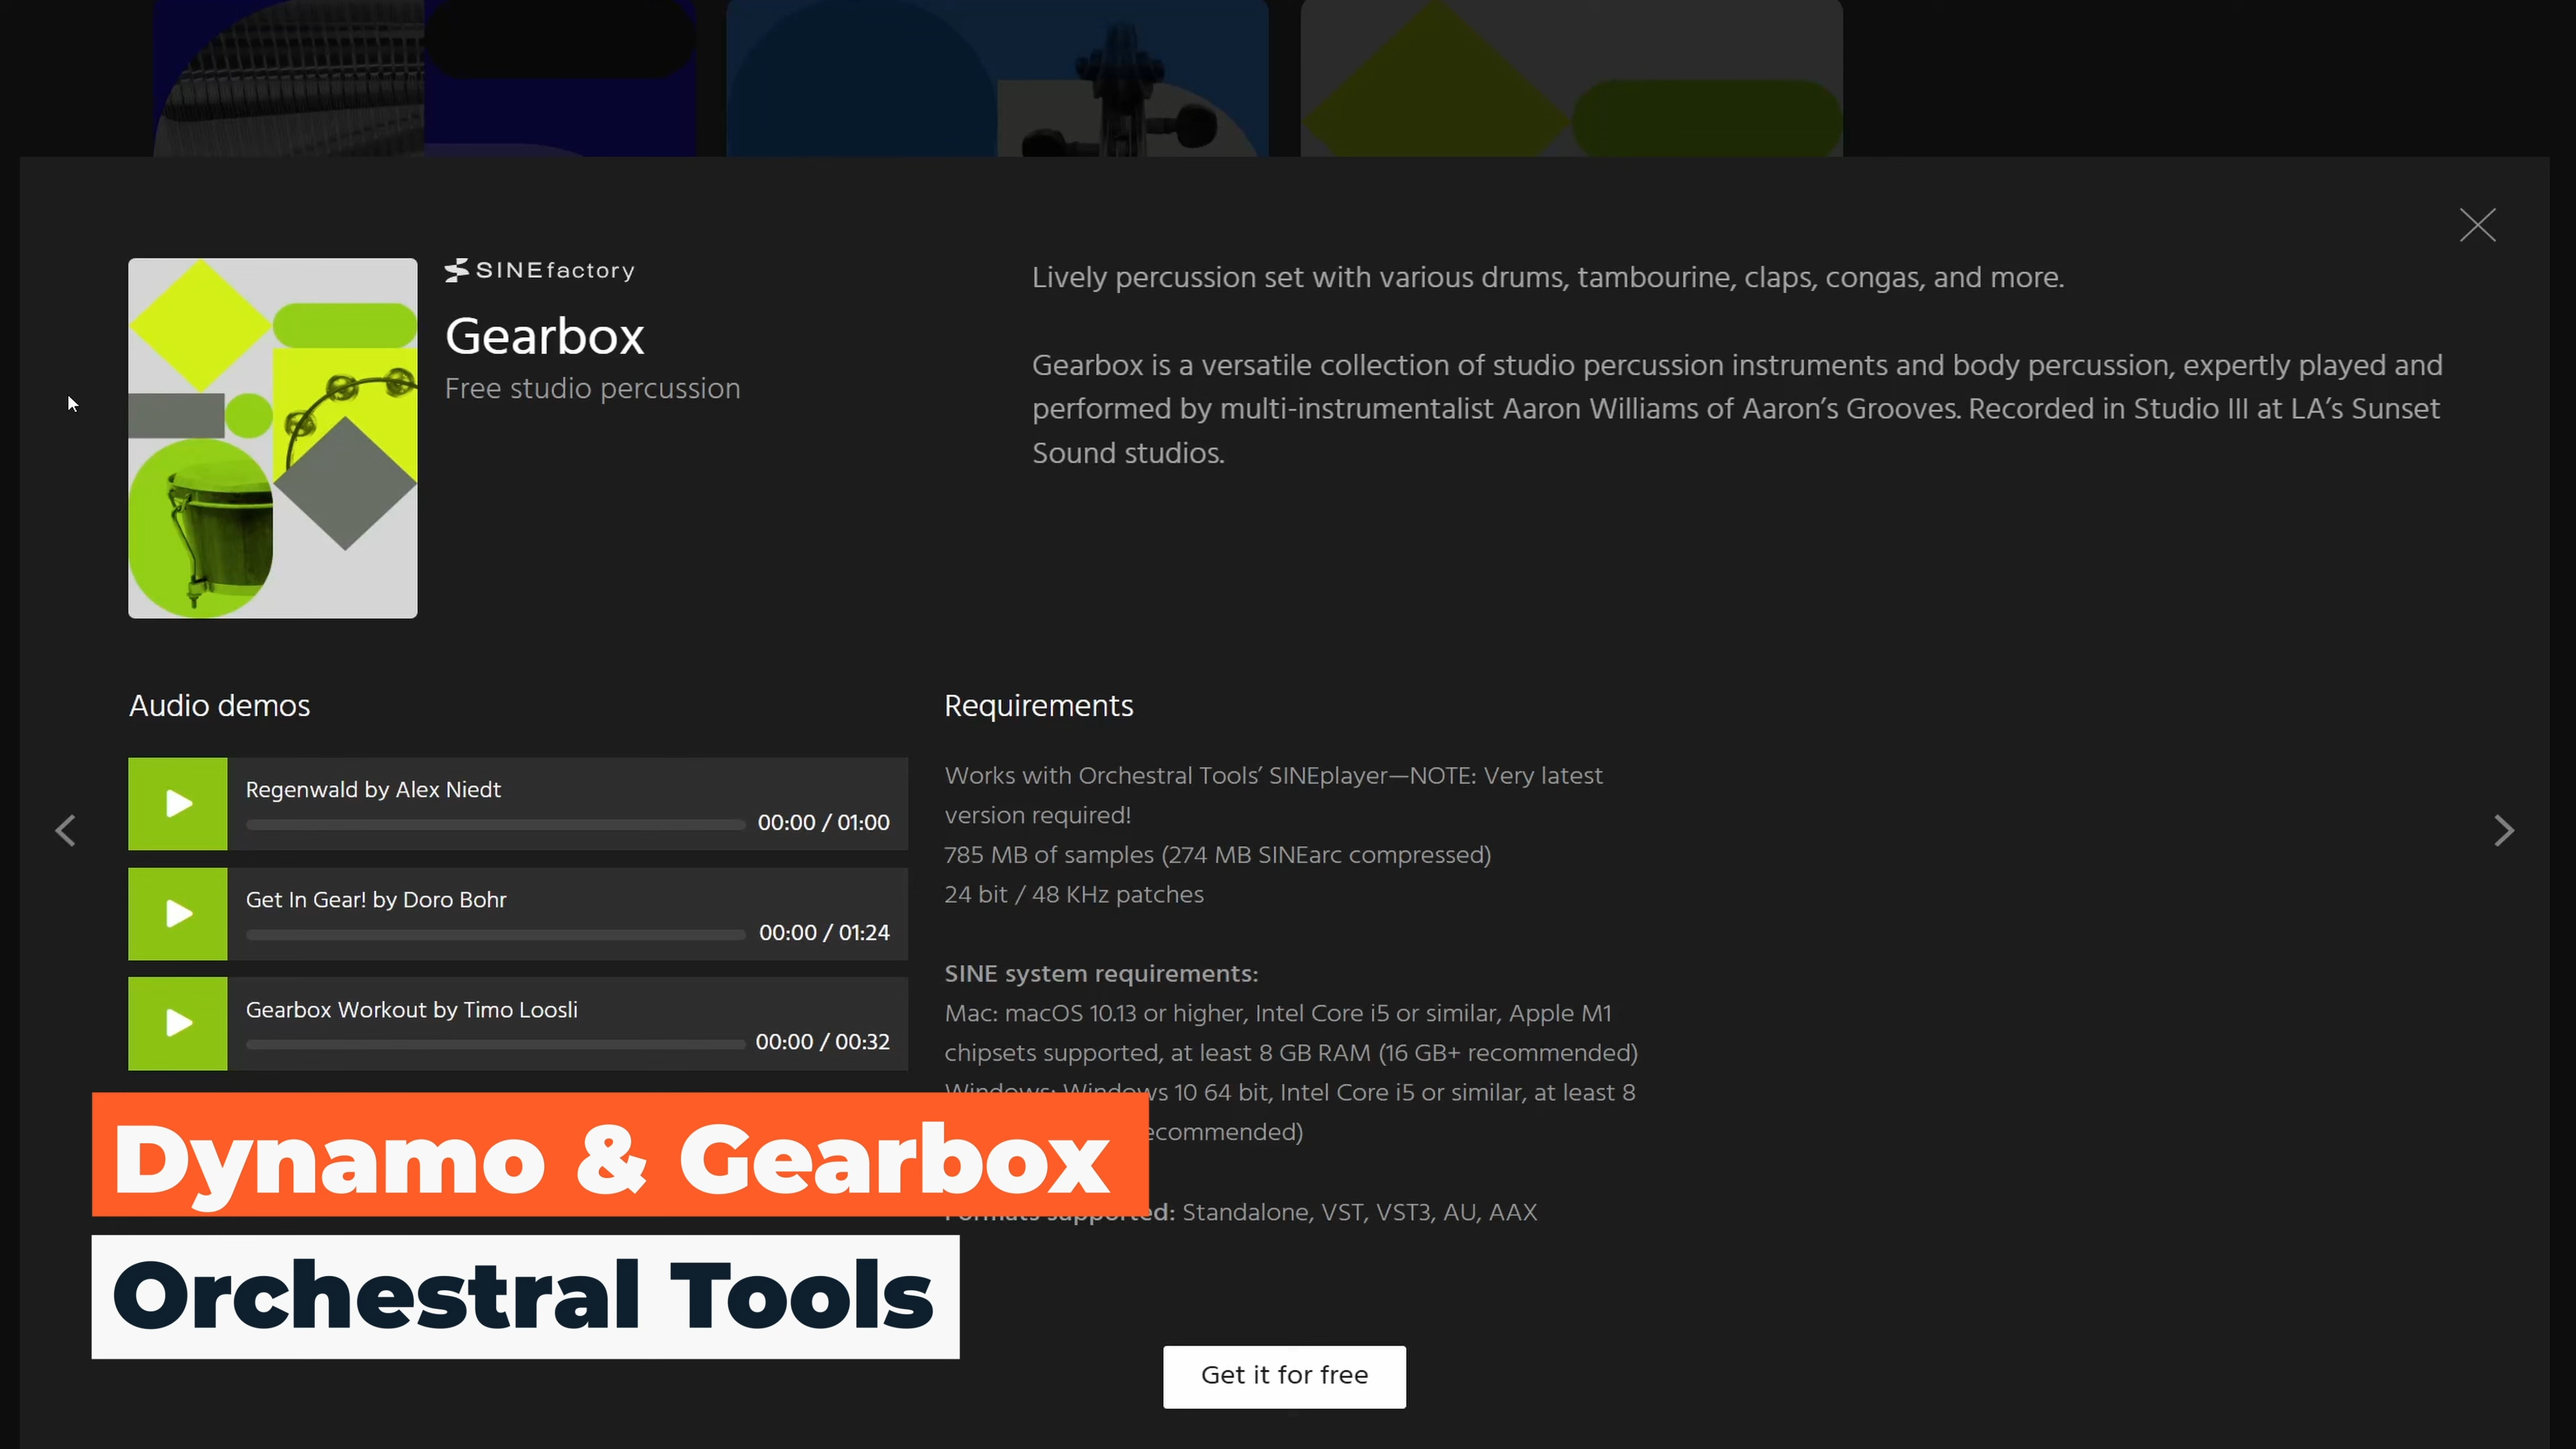 SINEfactory
Gearbox
Free studio percussion
Lively percussion set with various drums, tambourine, claps, congas, and more.
Gearbox is a versatile collection of studio percussion instruments and body percussion, expertly played and
performed by multi-instrumentalist Aaron Williams of Aaron’s Grooves. Recorded in Studio III at LA’s Sunset
Sound studios.
Audio demos
Regenwald by Alex Niedt
00:00 / 01:00
Get In Gear! by Doro Bohr
00:00 / 01:24
Gearbox Workout by Timo Loosli
00:00 / 00:32
Requirements
Works with Orchestral Tools’ SINEplayer—NOTE: Very latest
version required!
785 MB of samples (274 MB SINEarc compressed)
24 bit / 48 KHz patches
SINE system requirements:
Mac: macOS 10.13 or higher, Intel Core i5 or similar, Apple M1
chipsets supported, at least 8 GB RAM (16 GB+ recommended)
Windows: Windows 10 64 bit, Intel Core i5 or similar, at least 8
ecommended)
Formats supported: Standalone, VST, VST3, AU, AAX
Dynamo & Gearbox
Orchestral Tools
Get it for free